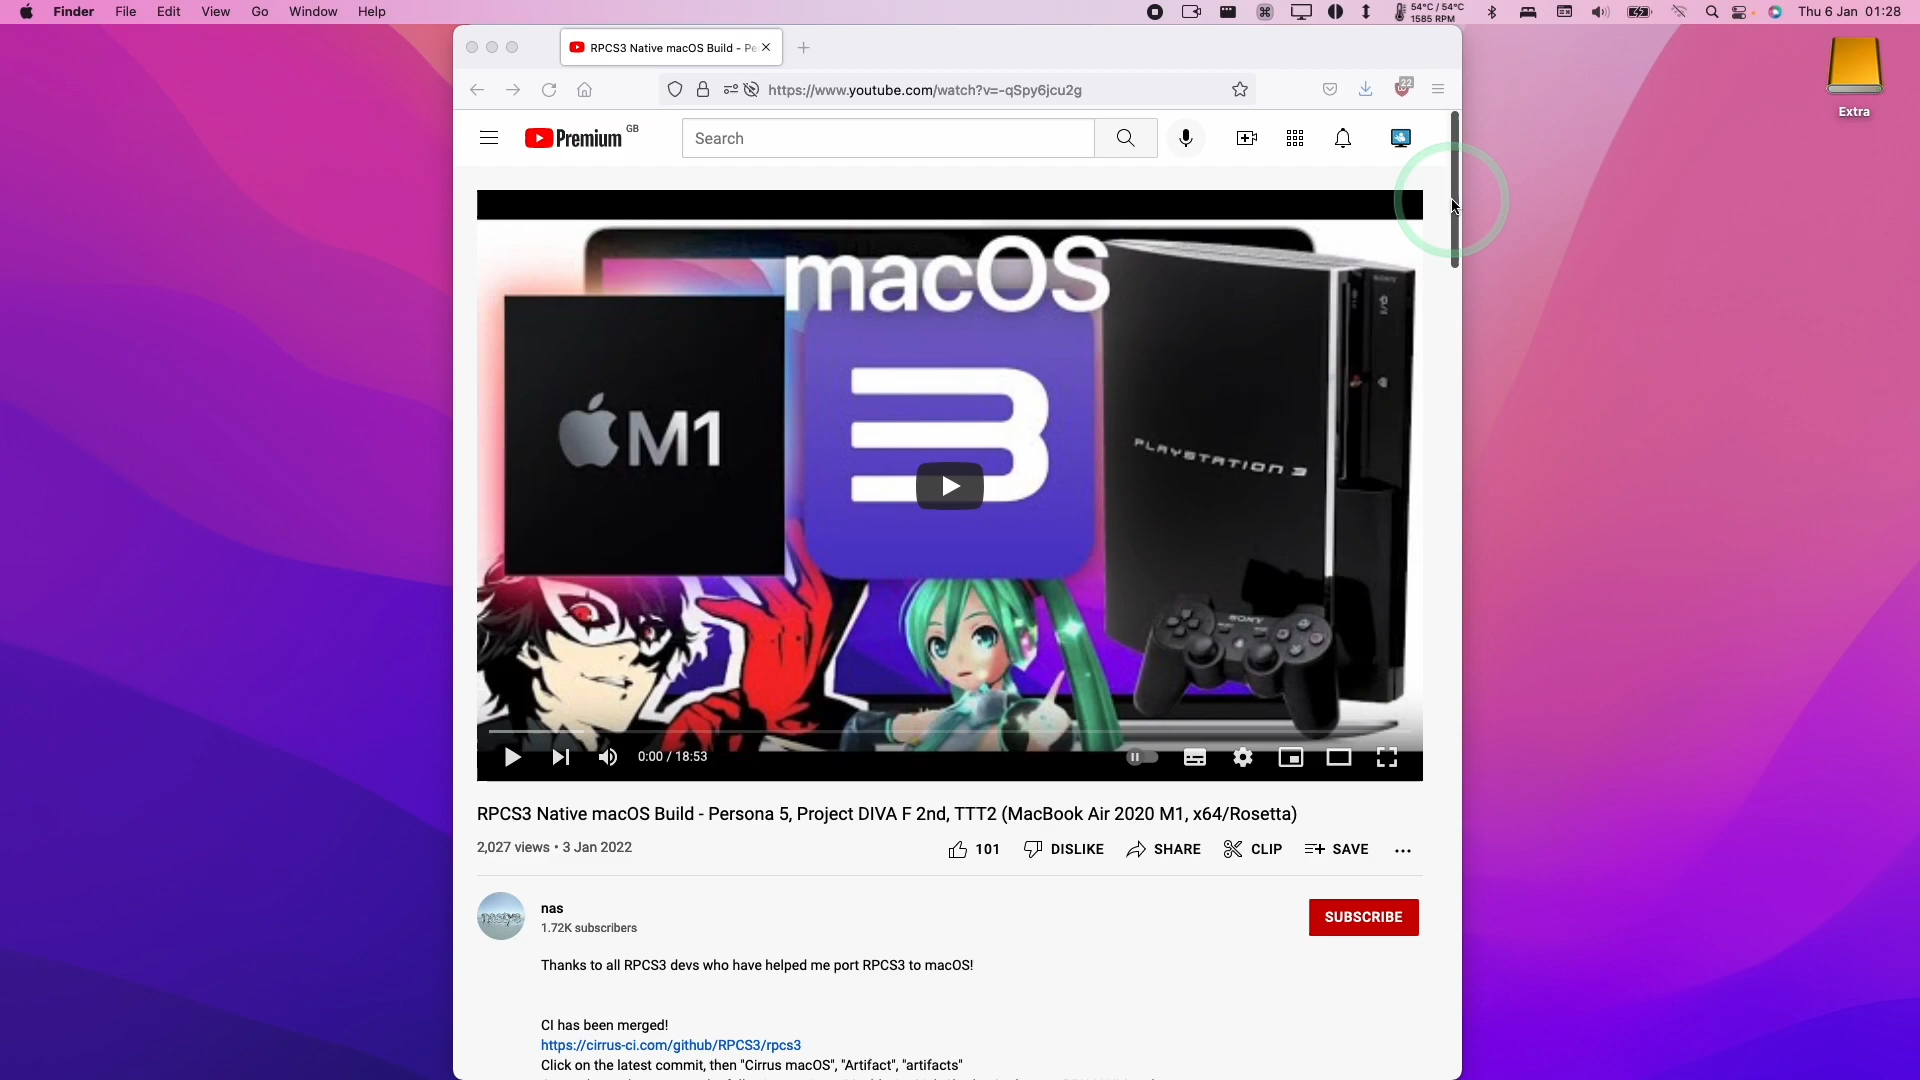 Finder File Edit View Go Window Help
54°C / 54°C
1585 RPM
Thu 6 Jan 01:28
RPCS3 Native macOS Build - Pe
22
https://www.youtube.com/watch?v=-qSpy6jcu2g
Extra
Premium GB
Search
macOS
M1
SONY
PS3
PLAYSTATION 3
SONY
0:00 / 18:53
RPCS3 Native macOS Build - Persona 5, Project DIVA F 2nd, TTT2 (MacBook Air 2020 M1, x64/Rosetta)
2,027 views • 3 Jan 2022
101 DISLIKE SHARE CLIP SAVE
nas
1.72K subscribers
SUBSCRIBE
Thanks to all RPCS3 devs who have helped me port RPCS3 to macOS!
CI has been merged!
https://cirrus-ci.com/github/RPCS3/rpcs3
Click on the latest commit, then "Cirrus macOS", "Artifact", "artifacts"